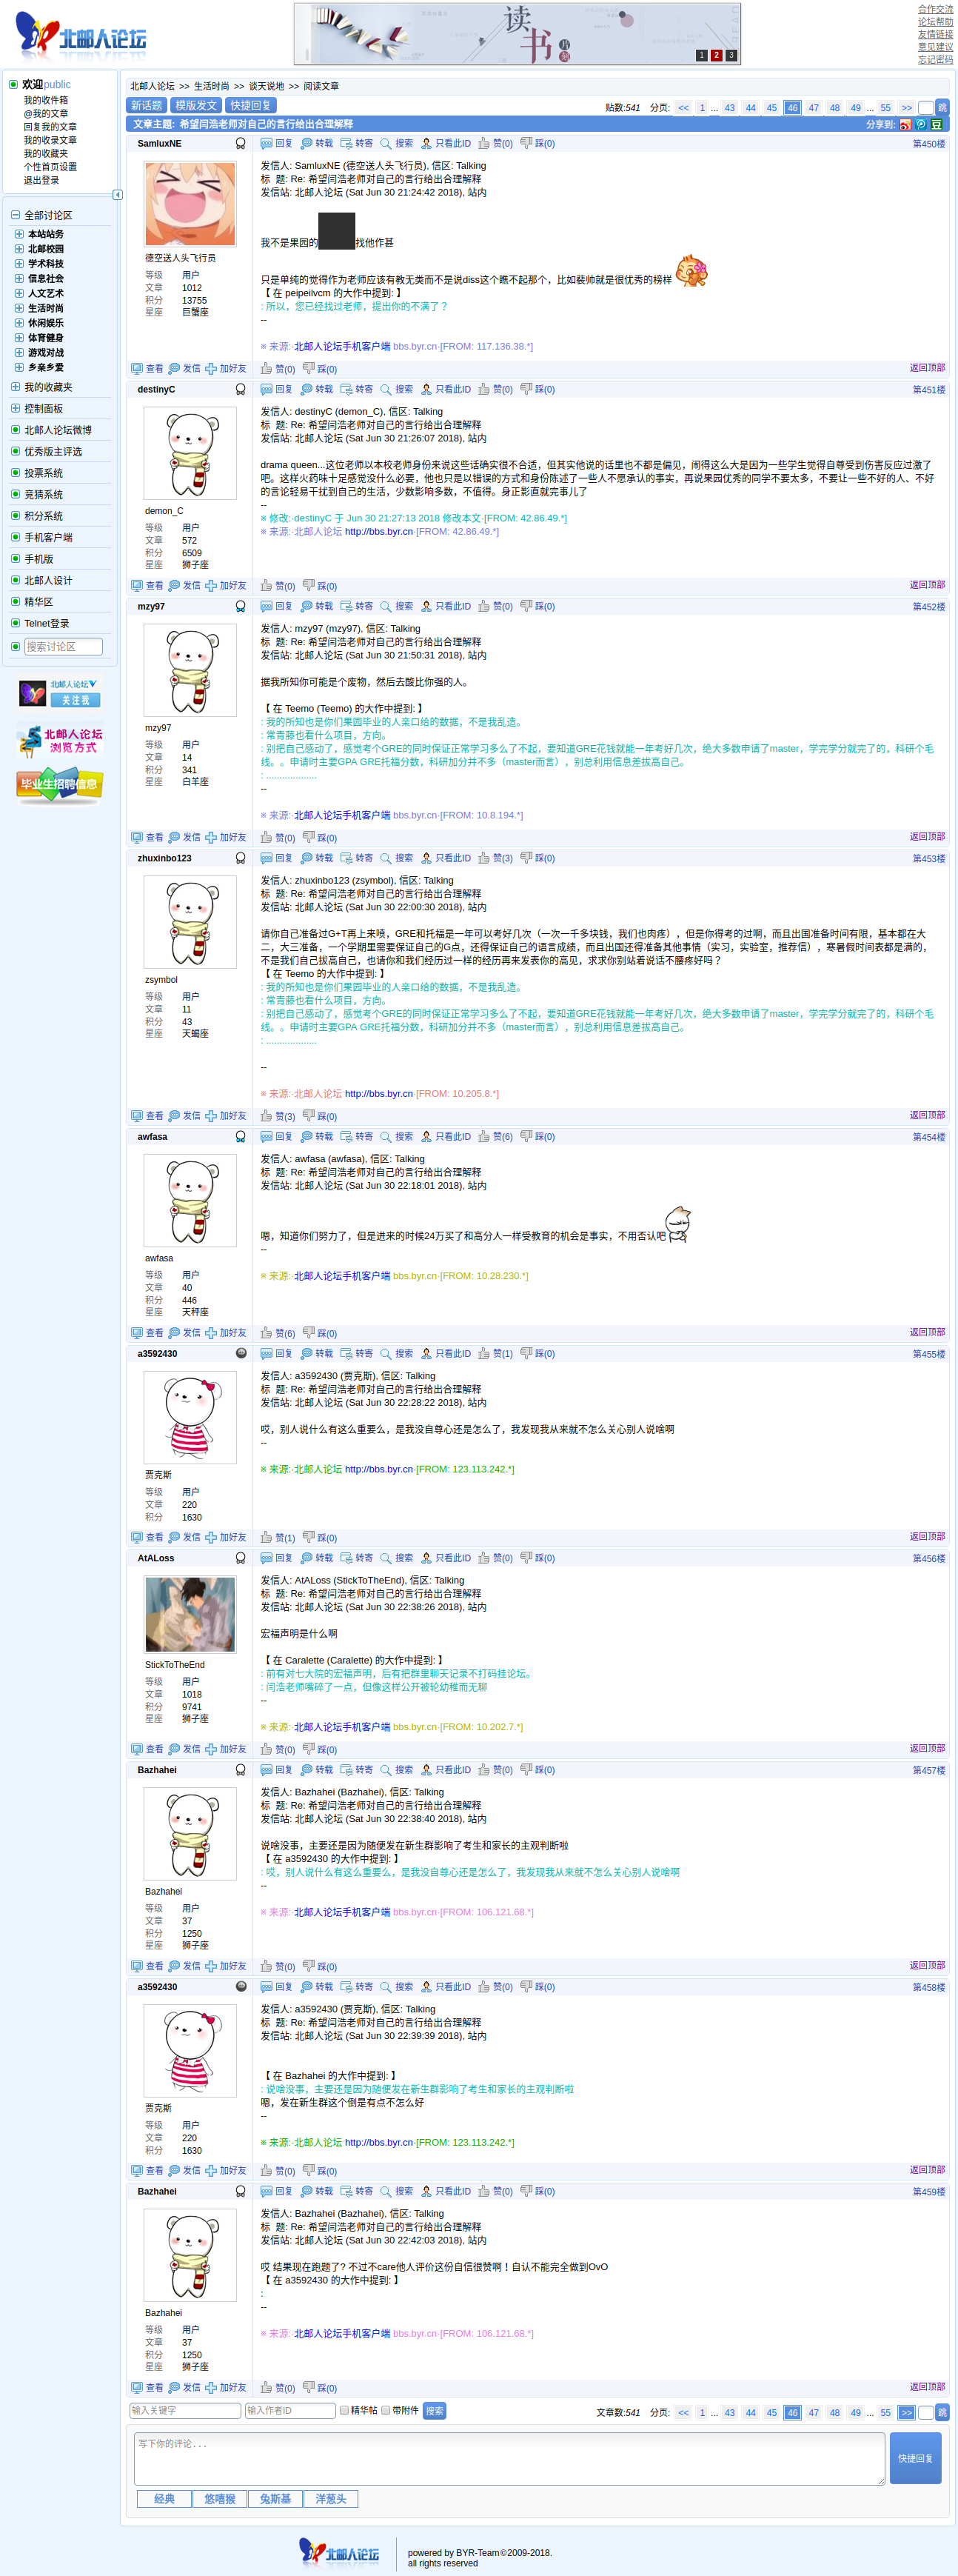 北邮人论坛
读书
月刊
1 2 3
合作交流
论坛帮助
友情链接
意见建议
忘记密码
欢迎public
我的收件箱
@我的文章
回复我的文章
我的收录文章
我的收藏夹
个性首页设置
退出登录
全部讨论区
本站站务
北邮校园
学术科技
信息社会
人文艺术
生活时尚
休闲娱乐
体育健身
游戏对战
乡亲乡爱
我的收藏夹
控制面板
北邮人论坛微博
优秀版主评选
投票系统
竞猜系统
积分系统
手机客户端
手机版
北邮人设计
精华区
Telnet登录
搜索讨论区
北邮人论坛
关注我
北邮人论坛
浏览方式
毕业生招聘信息
北邮人论坛 >> 生活时尚 >> 谈天说地 >> 阅读文章
新话题 模版发文 快捷回复
贴数:541 分页: << 1 ... 43 44 45 46 47 48 49 ... 55 >> 跳
文章主题: 希望闫浩老师对自己的言行给出合理解释 分享到: 豆
SamluxNE 回复 转载 转寄 搜索 只看此ID 赞(0) 踩(0) 第450楼
德空送人头飞行员
等级 用户
文章 1012
积分 13755
星座 巨蟹座
发信人: SamluxNE (德空送人头飞行员), 信区: Talking
标 题: Re: 希望闫浩老师对自己的言行给出合理解释
发信站: 北邮人论坛 (Sat Jun 30 21:24:42 2018), 站内
我不是果园的 找他作甚
只是单纯的觉得作为老师应该有教无类而不是说diss这个瞧不起那个，比如裴帅就是很优秀的榜样
【 在 peipeilvcm 的大作中提到: 】
: 所以，您已经找过老师，提出你的不满了？
--
※ 来源:·北邮人论坛手机客户端 bbs.byr.cn·[FROM: 117.136.38.*]
查看 发信 加好友 赞(0) 踩(0) 返回顶部
destinyC 回复 转载 转寄 搜索 只看此ID 赞(0) 踩(0) 第451楼
demon_C
等级 用户
文章 572
积分 6509
星座 狮子座
发信人: destinyC (demon_C), 信区: Talking
标 题: Re: 希望闫浩老师对自己的言行给出合理解释
发信站: 北邮人论坛 (Sat Jun 30 21:26:07 2018), 站内
drama queen...这位老师以本校老师身份来说这些话确实很不合适，但其实他说的话里也不都是偏见，闹得这么大是因为一些学生觉得自尊受到伤害反应过激了
吧。这样火药味十足感觉没什么必要，他也只是以错误的方式和身份陈述了一些人不愿承认的事实，再说果园优秀的同学不要太多，不要让一些不好的人、不好
的言论轻易干扰到自己的生活，少数影响多数，不值得。身正影直就完事儿了
--
※ 修改:·destinyC 于 Jun 30 21:27:13 2018 修改本文·[FROM: 42.86.49.*]
※ 来源:·北邮人论坛 http://bbs.byr.cn·[FROM: 42.86.49.*]
查看 发信 加好友 赞(0) 踩(0) 返回顶部
mzy97 回复 转载 转寄 搜索 只看此ID 赞(0) 踩(0) 第452楼
mzy97
等级 用户
文章 14
积分 341
星座 白羊座
发信人: mzy97 (mzy97), 信区: Talking
标 题: Re: 希望闫浩老师对自己的言行给出合理解释
发信站: 北邮人论坛 (Sat Jun 30 21:50:31 2018), 站内
据我所知你可能是个废物，然后去酸比你强的人。
【 在 Teemo (Teemo) 的大作中提到: 】
: 我的所知也是你们果园毕业的人亲口给的数据，不是我乱造。
: 常青藤也看什么项目，方向。
: 别把自己感动了，感觉考个GRE的同时保证正常学习多么了不起，要知道GRE花钱就能一年考好几次，绝大多数申请了master，学完学分就完了的，科研个毛
线。。申请时主要GPA GRE托福分数，科研加分并不多（master而言），别总利用信息差拔高自己。
: ...................
--
※ 来源:·北邮人论坛手机客户端 bbs.byr.cn·[FROM: 10.8.194.*]
查看 发信 加好友 赞(0) 踩(0) 返回顶部
zhuxinbo123 回复 转载 转寄 搜索 只看此ID 赞(3) 踩(0) 第453楼
zsymbol
等级 用户
文章 11
积分 43
星座 天蝎座
发信人: zhuxinbo123 (zsymbol), 信区: Talking
标 题: Re: 希望闫浩老师对自己的言行给出合理解释
发信站: 北邮人论坛 (Sat Jun 30 22:00:30 2018), 站内
请你自己准备过G+T再上来喷，GRE和托福是一年可以考好几次（一次一千多块钱，我们也肉疼），但是你得考的过啊，而且出国准备时间有限，基本都在大
二，大三准备，一个学期里需要保证自己的G点，还得保证自己的语言成绩，而且出国还得准备其他事情（实习，实验室，推荐信），寒暑假时间表都是满的，
不是我们自己拔高自己，也请你和我们经历过一样的经历再来发表你的高见，求求你别站着说话不腰疼好吗？
【 在 Teemo 的大作中提到: 】
: 我的所知也是你们果园毕业的人亲口给的数据，不是我乱造。
: 常青藤也看什么项目，方向。
: 别把自己感动了，感觉考个GRE的同时保证正常学习多么了不起，要知道GRE花钱就能一年考好几次，绝大多数申请了master，学完学分就完了的，科研个毛
线。。申请时主要GPA GRE托福分数，科研加分并不多（master而言），别总利用信息差拔高自己。
: ...................
--
※ 来源:·北邮人论坛 http://bbs.byr.cn·[FROM: 10.205.8.*]
查看 发信 加好友 赞(3) 踩(0) 返回顶部
awfasa 回复 转载 转寄 搜索 只看此ID 赞(6) 踩(0) 第454楼
awfasa
等级 用户
文章 40
积分 446
星座 天秤座
发信人: awfasa (awfasa), 信区: Talking
标 题: Re: 希望闫浩老师对自己的言行给出合理解释
发信站: 北邮人论坛 (Sat Jun 30 22:18:01 2018), 站内
嗯，知道你们努力了，但是进来的时候24万买了和高分人一样受教育的机会是事实，不用否认吧
--
※ 来源:·北邮人论坛手机客户端 bbs.byr.cn·[FROM: 10.28.230.*]
查看 发信 加好友 赞(6) 踩(0) 返回顶部
a3592430 回复 转载 转寄 搜索 只看此ID 赞(1) 踩(0) 第455楼
贾克斯
等级 用户
文章 220
积分 1630
发信人: a3592430 (贾克斯), 信区: Talking
标 题: Re: 希望闫浩老师对自己的言行给出合理解释
发信站: 北邮人论坛 (Sat Jun 30 22:28:22 2018), 站内
哎，别人说什么有这么重要么，是我没自尊心还是怎么了，我发现我从来就不怎么关心别人说啥啊
--
※ 来源:·北邮人论坛 http://bbs.byr.cn·[FROM: 123.113.242.*]
查看 发信 加好友 赞(1) 踩(0) 返回顶部
AtALoss 回复 转载 转寄 搜索 只看此ID 赞(0) 踩(0) 第456楼
StickToTheEnd
等级 用户
文章 1018
积分 9741
星座 狮子座
发信人: AtALoss (StickToTheEnd), 信区: Talking
标 题: Re: 希望闫浩老师对自己的言行给出合理解释
发信站: 北邮人论坛 (Sat Jun 30 22:38:26 2018), 站内
宏福声明是什么啊
【 在 Caralette (Caralette) 的大作中提到: 】
: 前有对七大院的宏福声明，后有把群里聊天记录不打码挂论坛。
: 闫浩老师嘴碎了一点，但像这样公开被轮幼稚而无聊
--
※ 来源:·北邮人论坛手机客户端 bbs.byr.cn·[FROM: 10.202.7.*]
查看 发信 加好友 赞(0) 踩(0) 返回顶部
Bazhahei 回复 转载 转寄 搜索 只看此ID 赞(0) 踩(0) 第457楼
Bazhahei
等级 用户
文章 37
积分 1250
星座 狮子座
发信人: Bazhahei (Bazhahei), 信区: Talking
标 题: Re: 希望闫浩老师对自己的言行给出合理解释
发信站: 北邮人论坛 (Sat Jun 30 22:38:40 2018), 站内
说啥没事，主要还是因为随便发在新生群影响了考生和家长的主观判断啦
【 在 a3592430 的大作中提到: 】
: 哎，别人说什么有这么重要么，是我没自尊心还是怎么了，我发现我从来就不怎么关心别人说啥啊
--
※ 来源:·北邮人论坛手机客户端 bbs.byr.cn·[FROM: 106.121.68.*]
查看 发信 加好友 赞(0) 踩(0) 返回顶部
a3592430 回复 转载 转寄 搜索 只看此ID 赞(0) 踩(0) 第458楼
贾克斯
等级 用户
文章 220
积分 1630
发信人: a3592430 (贾克斯), 信区: Talking
标 题: Re: 希望闫浩老师对自己的言行给出合理解释
发信站: 北邮人论坛 (Sat Jun 30 22:39:39 2018), 站内
【 在 Bazhahei 的大作中提到: 】
: 说啥没事，主要还是因为随便发在新生群影响了考生和家长的主观判断啦
嗯，发在新生群这个倒是有点不怎么好
--
※ 来源:·北邮人论坛 http://bbs.byr.cn·[FROM: 123.113.242.*]
查看 发信 加好友 赞(0) 踩(0) 返回顶部
Bazhahei 回复 转载 转寄 搜索 只看此ID 赞(0) 踩(0) 第459楼
Bazhahei
等级 用户
文章 37
积分 1250
星座 狮子座
发信人: Bazhahei (Bazhahei), 信区: Talking
标 题: Re: 希望闫浩老师对自己的言行给出合理解释
发信站: 北邮人论坛 (Sat Jun 30 22:42:03 2018), 站内
哎 结果现在跑题了? 不过不care他人评价这份自信很赞啊！自认不能完全做到OvO
【 在 a3592430 的大作中提到: 】
:
--
※ 来源:·北邮人论坛手机客户端 bbs.byr.cn·[FROM: 106.121.68.*]
查看 发信 加好友 赞(0) 踩(0) 返回顶部
输入关键字 输入作者ID 精华帖 带附件 搜索
文章数:541 分页: << 1 ... 43 44 45 46 47 48 49 ... 55 >> 跳
写下你的评论...
快捷回复
经典 悠嘻猴 兔斯基 洋葱头
北邮人论坛
powered by BYR-Team©2009-2018.
all rights reserved